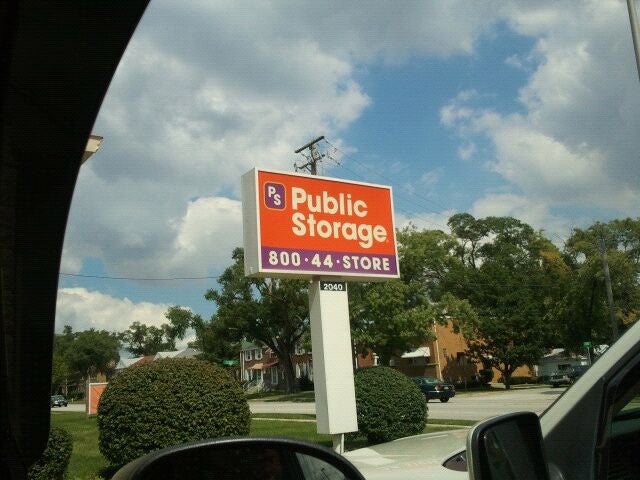 PS
Public
Storage
800·44·STORE
2040